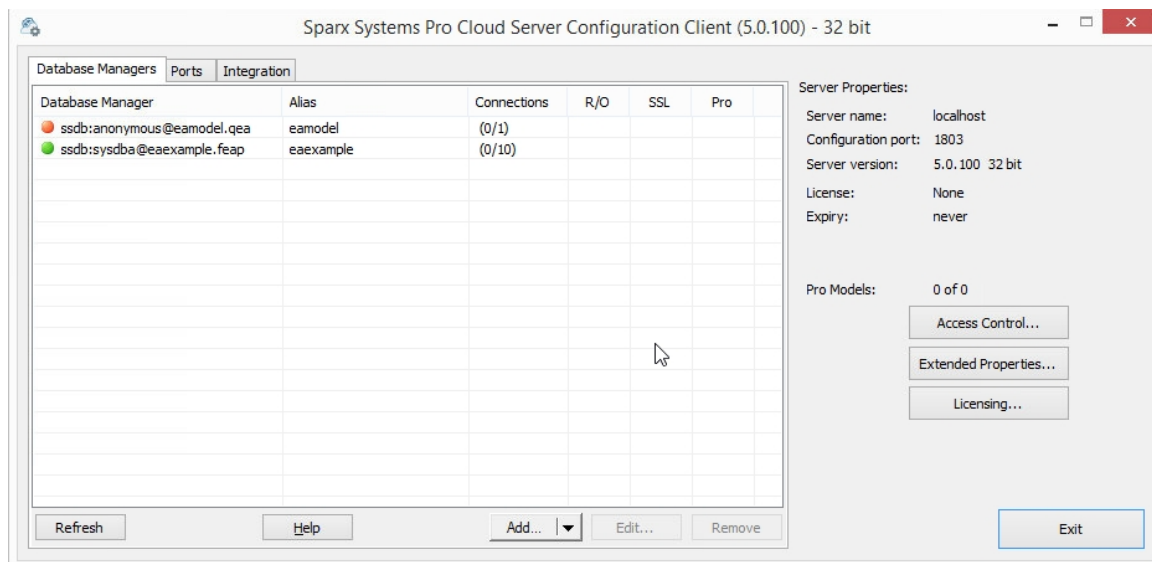 Sparx Systems Pro Cloud Server Configuration Client (5.0.100) - 32 bit
Database Managers Ports Integration
Database Manager Alias Connections R/O SSL Pro
ssdb:anonymous@eamodel.qea eamodel (0/1)
ssdb:sysdba@eaexample.feap eaexample (0/10)
Refresh Help Add... Edit... Remove
Server Properties:
Server name: localhost
Configuration port: 1803
Server version: 5.0.100 32 bit
License: None
Expiry: never
Pro Models: 0 of 0
Access Control...
Extended Properties...
Licensing...
Exit